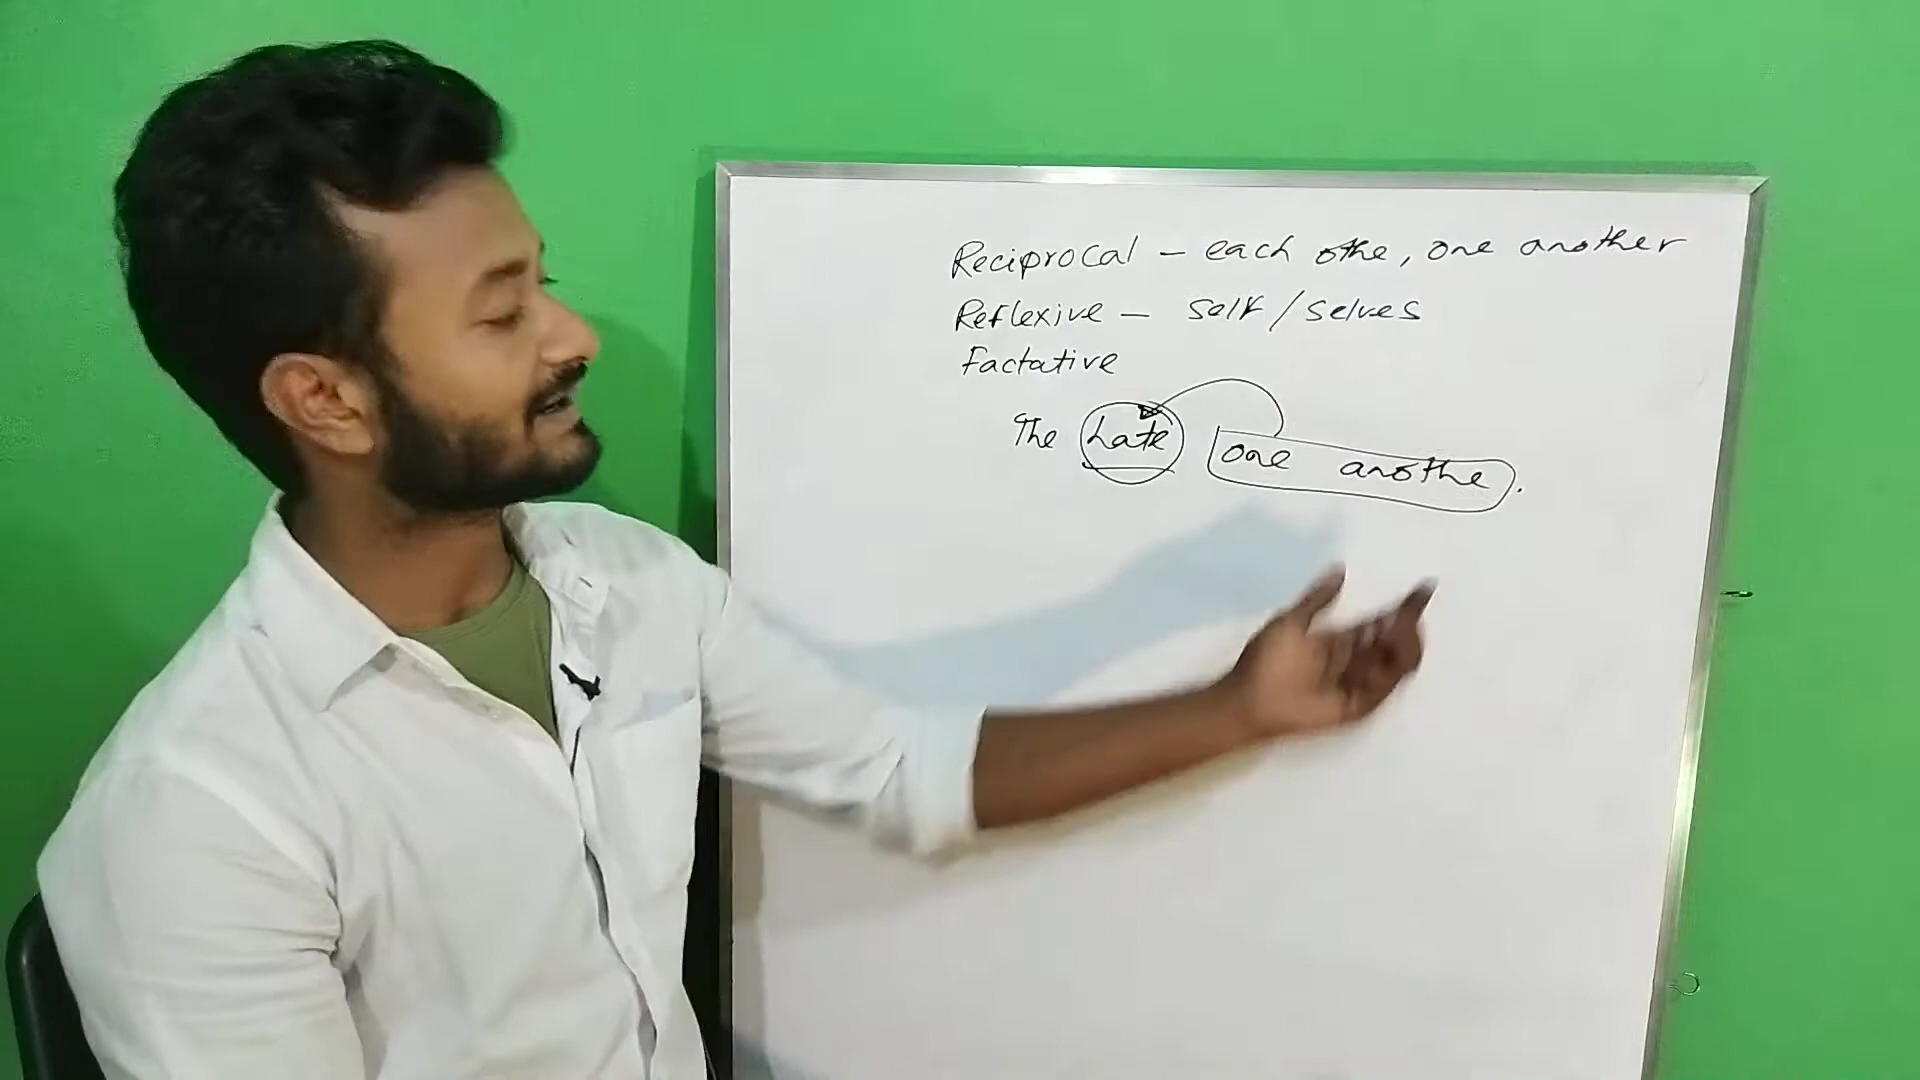 Reciprocal – each othe, one another
Reflexive – self / selves
Factative
The hate one anothe.